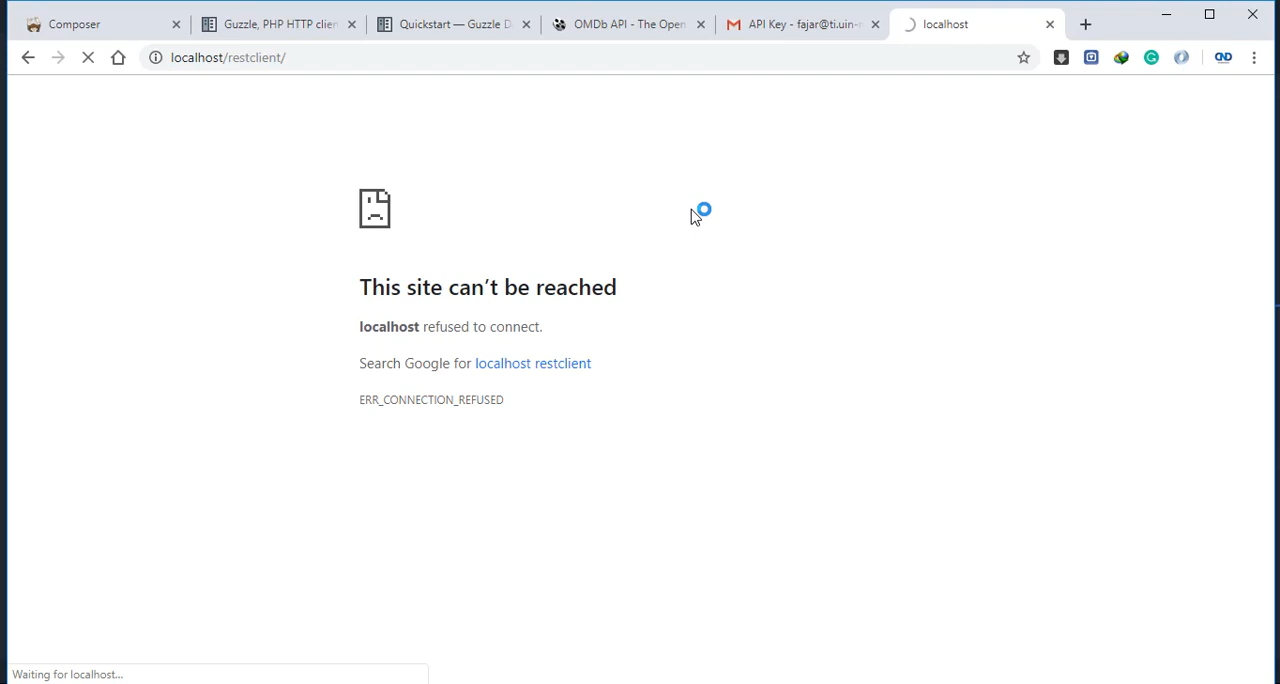 Composer
Guzzle, PHP HTTP clien
Quickstart — Guzzle D
OMDb API - The Open
API Key - fajar@ti.uin-
localhost
localhost/restclient/
This site can't be reached
localhost refused to connect.
Search Google for localhost restclient
ERR_CONNECTION_REFUSED
Waiting for localhost...